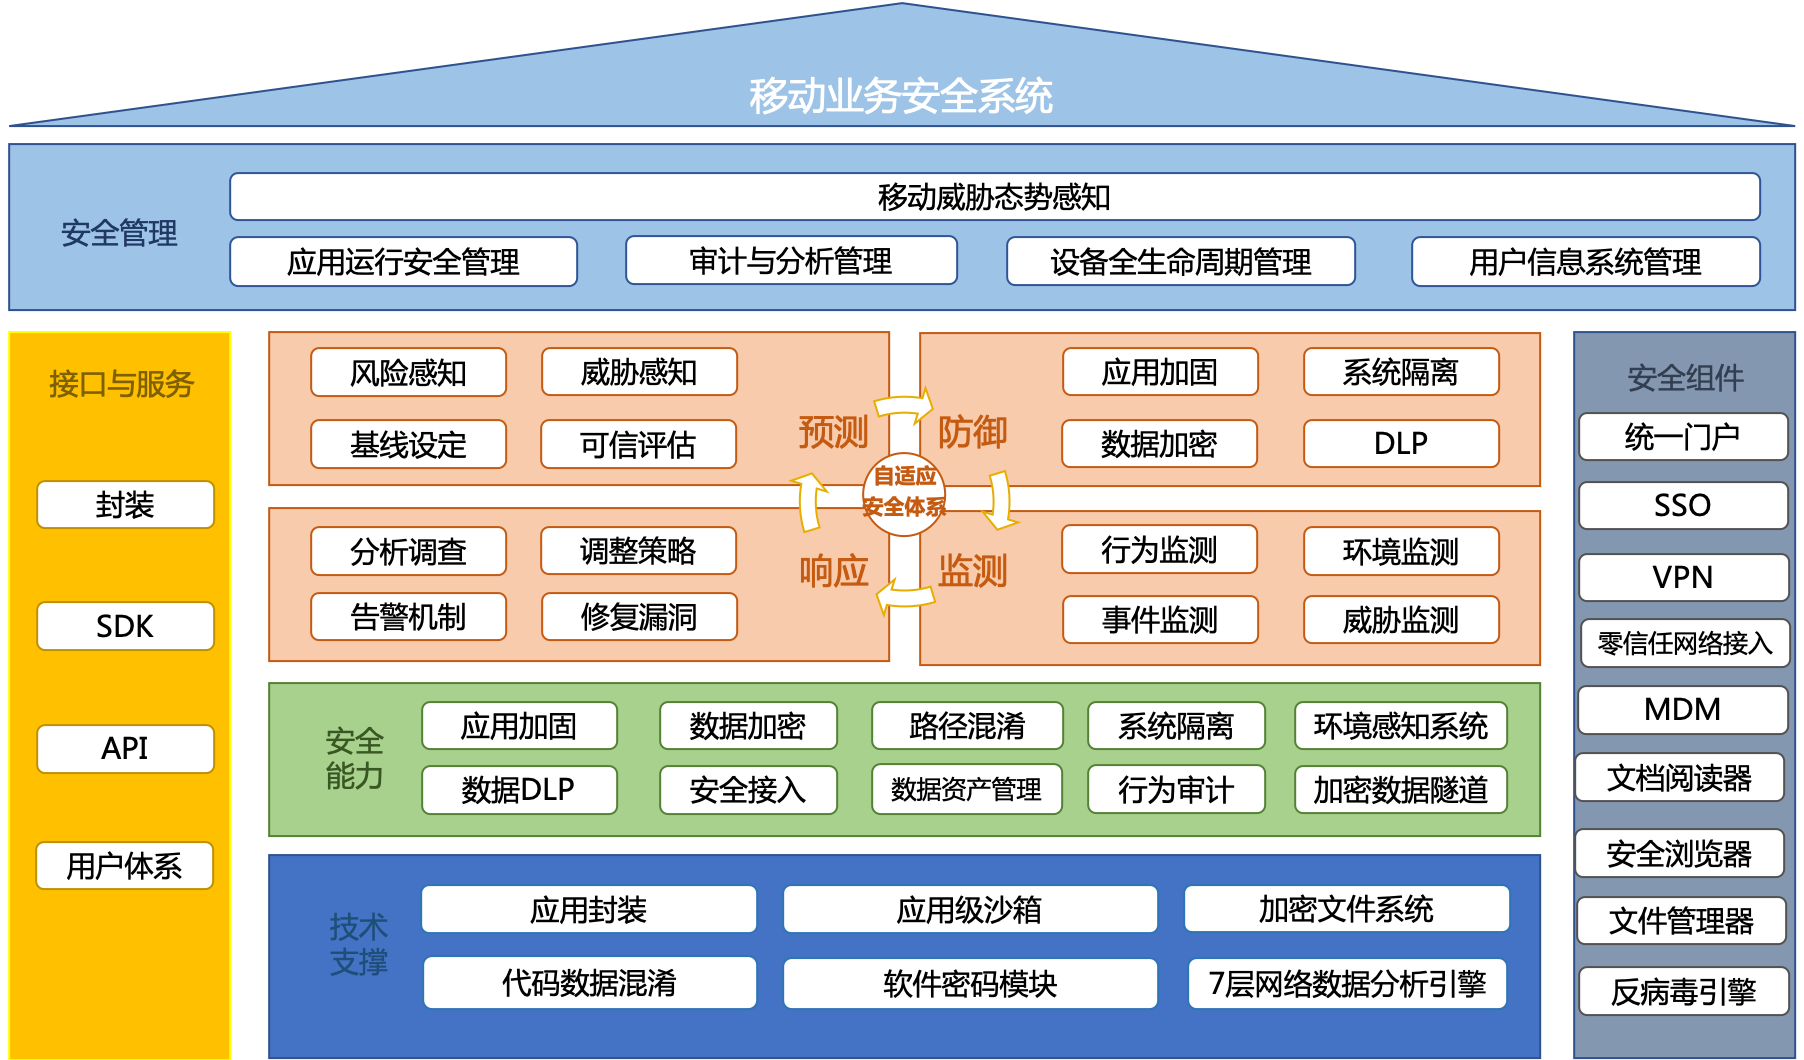 移动业务安全系统
安全管理
移动威胁态势感知
应用运行安全管理
审计与分析管理
设备全生命周期管理
用户信息系统管理
接口与服务
封装
SDK
API
用户体系
风险感知
威胁感知
基线设定
可信评估
预测
应用加固
系统隔离
数据加密
DLP
防御
自适应
安全体系
分析调查
调整策略
告警机制
修复漏洞
响应
行为监测
环境监测
事件监测
威胁监测
监测
安全
能力
应用加固
数据加密
路径混淆
系统隔离
环境感知系统
数据DLP
安全接入
数据资产管理
行为审计
加密数据隧道
技术
支撑
应用封装
应用级沙箱
加密文件系统
代码数据混淆
软件密码模块
7层网络数据分析引擎
安全组件
统一门户
SSO
VPN
零信任网络接入
MDM
文档阅读器
安全浏览器
文件管理器
反病毒引擎